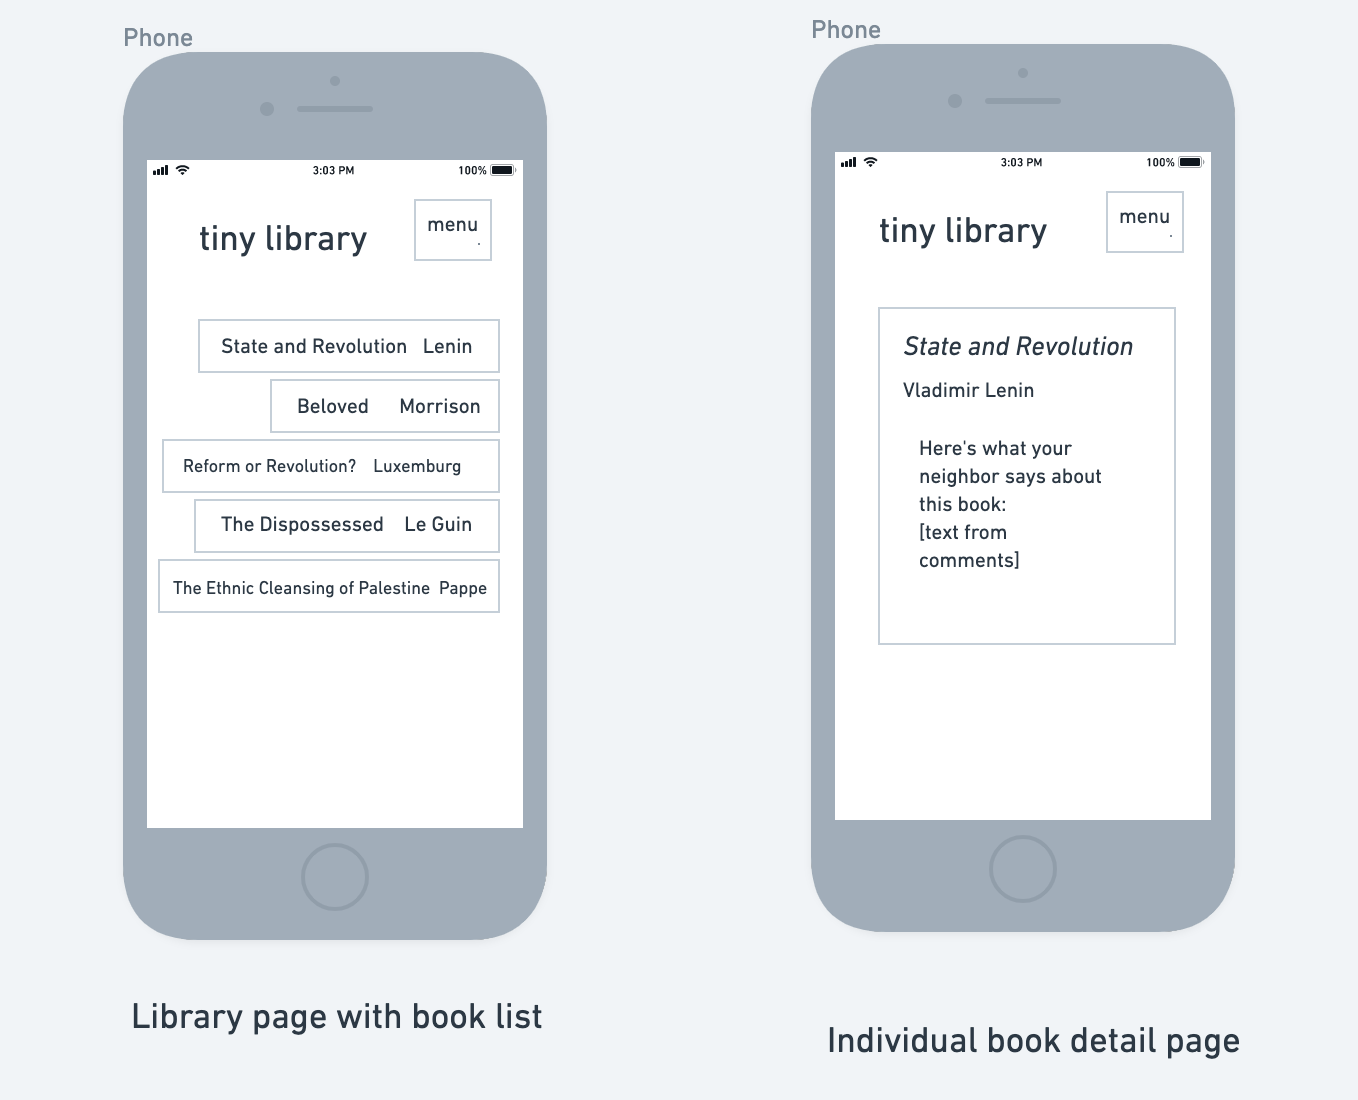 Phone
3:03 PM 100%
tiny library
menu
.
State and Revolution Lenin
Beloved Morrison
Reform or Revolution? Luxemburg
The Dispossessed Le Guin
The Ethnic Cleansing of Palestine Pappe
Library page with book list
Phone
3:03 PM 100%
tiny library
menu
.
State and Revolution
Vladimir Lenin
Here's what your
neighbor says about
this book:
[text from
comments]
Individual book detail page